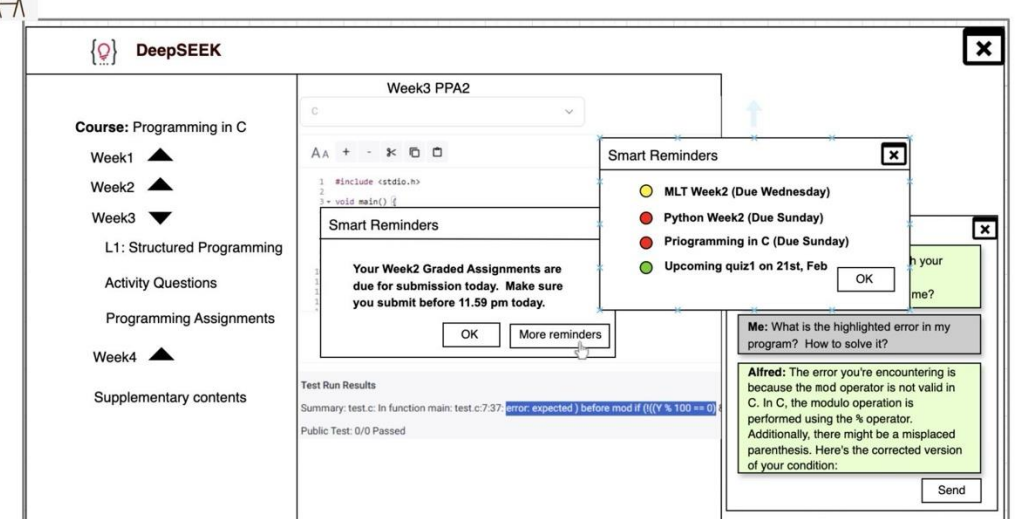 DeepSEEK
Course: Programming in C
Week1
Week2
Week3
L1: Structured Programming
Activity Questions
Programming Assignments
Week4
Supplementary contents
Week3 PPA2
C
AA + -
1 #include <stdio.h>
2
3 void main() {
Smart Reminders
Your Week2 Graded Assignments are
due for submission today. Make sure
you submit before 11.59 pm today.
OK
More reminders
Test Run Results
Summary: test.c: In function main: test.c:7:37: error: expected ) before mod if (!((Y % 100 == 0) &
Public Test: 0/0 Passed
Smart Reminders
MLT Week2 (Due Wednesday)
Python Week2 (Due Sunday)
Priogramming in C (Due Sunday)
Upcoming quiz1 on 21st, Feb
OK
h your
me?
Me: What is the highlighted error in my
program? How to solve it?
Alfred: The error you're encountering is
because the mod operator is not valid in
C. In C, the modulo operation is
performed using the % operator.
Additionally, there might be a misplaced
parenthesis. Here's the corrected version
of your condition:
Send